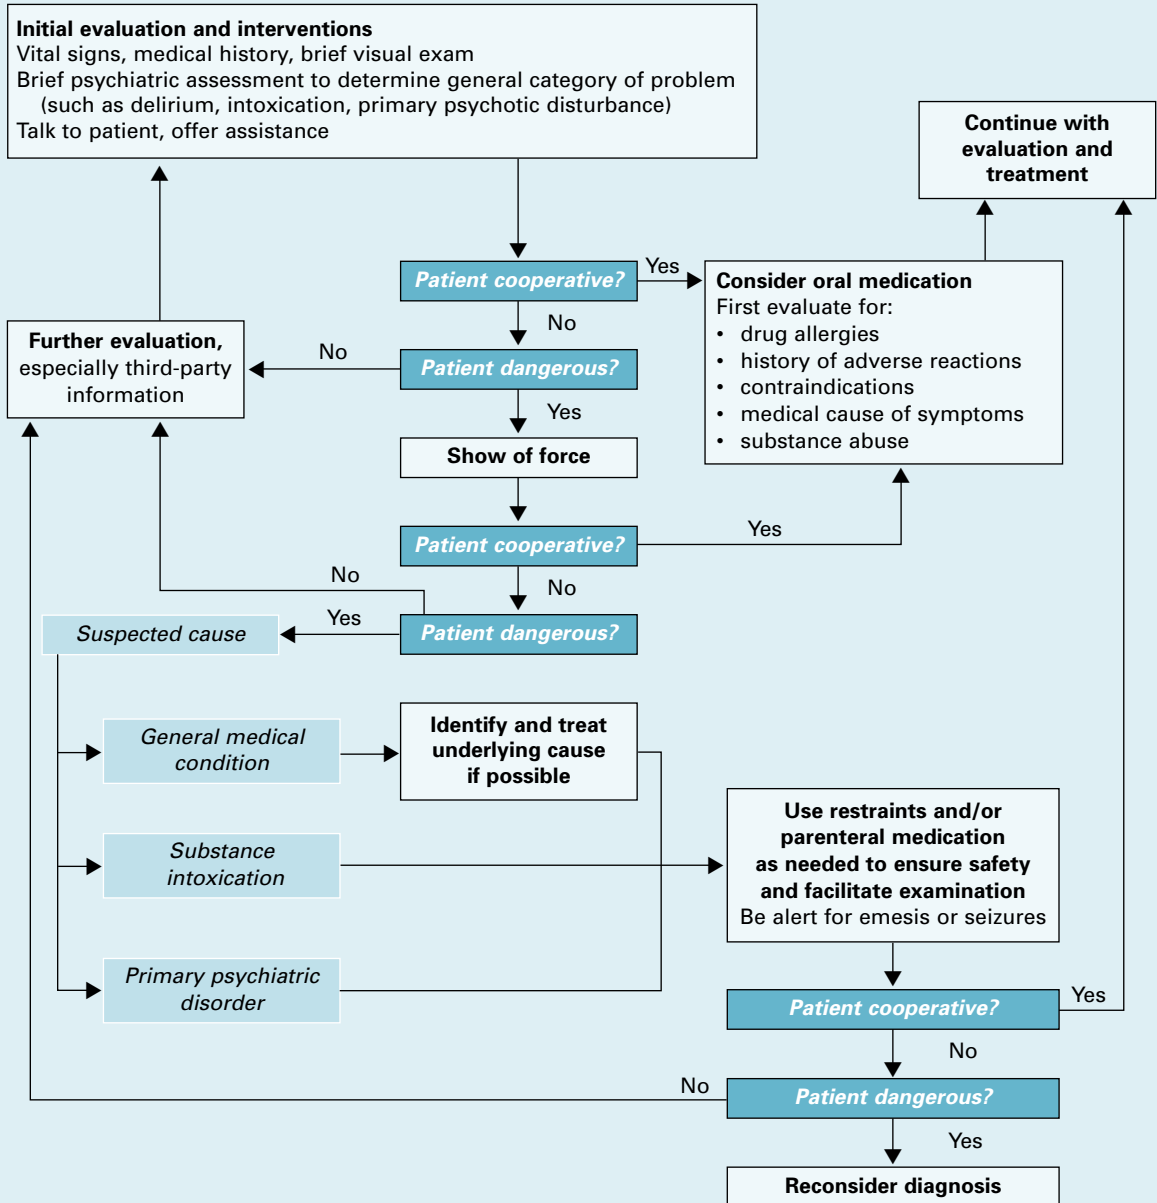 Initial evaluation and interventions
Vital signs, medical history, brief visual exam
Brief psychiatric assessment to determine general category of problem
(such as delirium, intoxication, primary psychotic disturbance)
Talk to patient, offer assistance
Continue with
evaluation and
treatment
Patient cooperative?
Yes
Consider oral medication
First evaluate for:
• drug allergies
• history of adverse reactions
• contraindications
• medical cause of symptoms
• substance abuse
No
Further evaluation,
especially third-party
information
No
Patient dangerous?
Yes
Show of force
Patient cooperative?
Yes
No
No
Patient dangerous?
Yes
Suspected cause
General medical
condition
Identify and treat
underlying cause
if possible
Substance
intoxication
Primary psychiatric
disorder
Use restraints and/or
parenteral medication
as needed to ensure safety
and facilitate examination
Be alert for emesis or seizures
Patient cooperative?
Yes
No
No
Patient dangerous?
Yes
Reconsider diagnosis